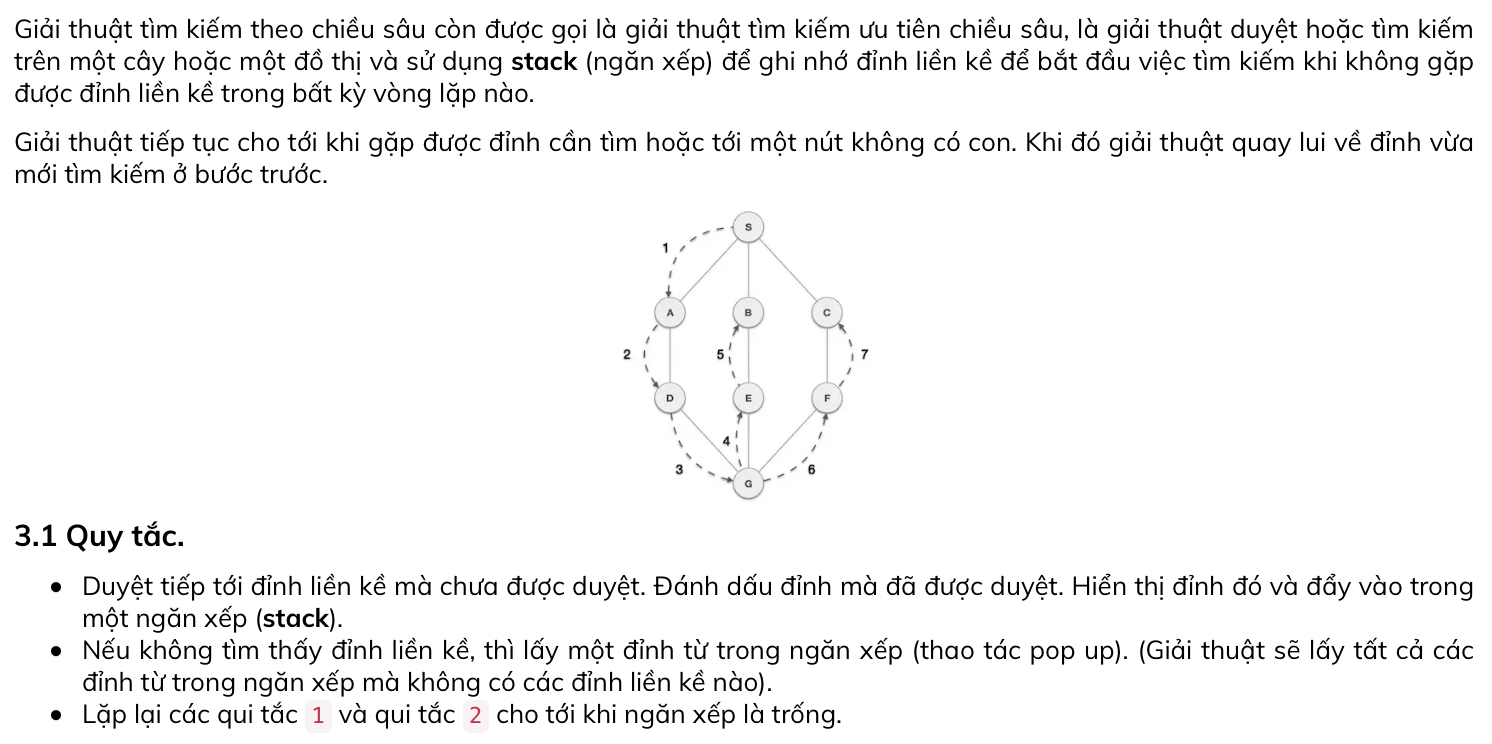 Giải thuật tìm kiếm theo chiều sâu còn được gọi là giải thuật tìm kiếm ưu tiên chiều sâu, là giải thuật duyệt hoặc tìm kiếm
trên một cây hoặc một đồ thị và sử dụng stack (ngăn xếp) để ghi nhớ đỉnh liền kề để bắt đầu việc tìm kiếm khi không gặp
được đỉnh liền kề trong bất kỳ vòng lặp nào.
Giải thuật tiếp tục cho tới khi gặp được đỉnh cần tìm hoặc tới một nút không có con. Khi đó giải thuật quay lui về đỉnh vừa
mới tìm kiếm ở bước trước.
S
1
A B C
2 5 7
D E F
4
3 6
G
3.1 Quy tắc.
Duyệt tiếp tới đỉnh liền kề mà chưa được duyệt. Đánh dấu đỉnh mà đã được duyệt. Hiển thị đỉnh đó và đẩy vào trong
một ngăn xếp (stack).
Nếu không tìm thấy đỉnh liền kề, thì lấy một đỉnh từ trong ngăn xếp (thao tác pop up). (Giải thuật sẽ lấy tất cả các
đỉnh từ trong ngăn xếp mà không có các đỉnh liền kề nào).
Lặp lại các qui tắc 1 và qui tắc 2 cho tới khi ngăn xếp là trống.